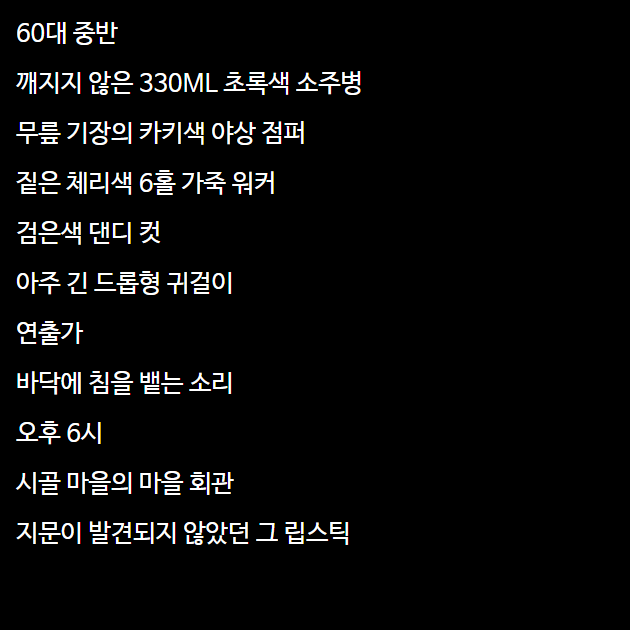 60대 중반
깨지지 않은 330ML 초록색 소주병
무릎 기장의 카키색 야상 점퍼
짙은 체리색 6홀 가죽 워커
검은색 댄디 컷
아주 긴 드롭형 귀걸이
연출가
바닥에 침을 뱉는 소리
오후 6시
시골 마을의 마을 회관
지문이 발견되지 않았던 그 립스틱